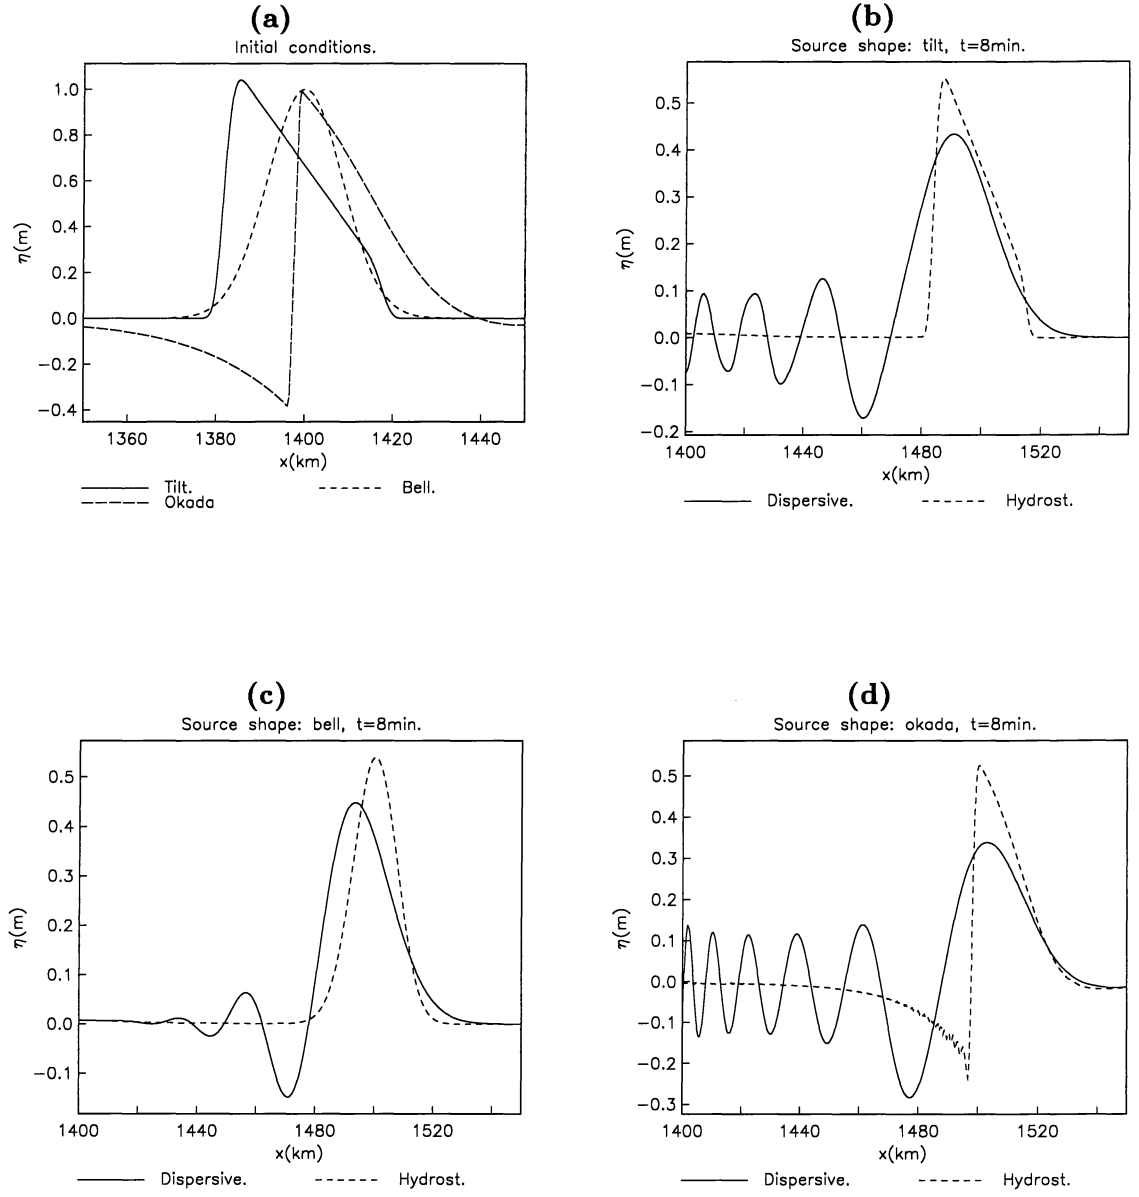 (a)
Initial conditions.
1.0
0.8
0.6
0.4
0.2
0.0
−0.2
−0.4
η(m)
1360 1380 1400 1420 1440
x(km)
Tilt. Bell.
Okada
(b)
Source shape: tilt, t=8min.
0.5
0.4
0.3
0.2
0.1
0.0
−0.1
−0.2
η(m)
1400 1440 1480 1520
x(km)
Dispersive. Hydrost.
(c)
Source shape: bell, t=8min.
0.5
0.4
0.3
0.2
0.1
0.0
−0.1
η(m)
1400 1440 1480 1520
x(km)
Dispersive. Hydrost.
(d)
Source shape: okada, t=8min.
0.5
0.4
0.3
0.2
0.1
0.0
−0.1
−0.2
−0.3
η(m)
1400 1440 1480 1520
x(km)
Dispersive. Hydrost.